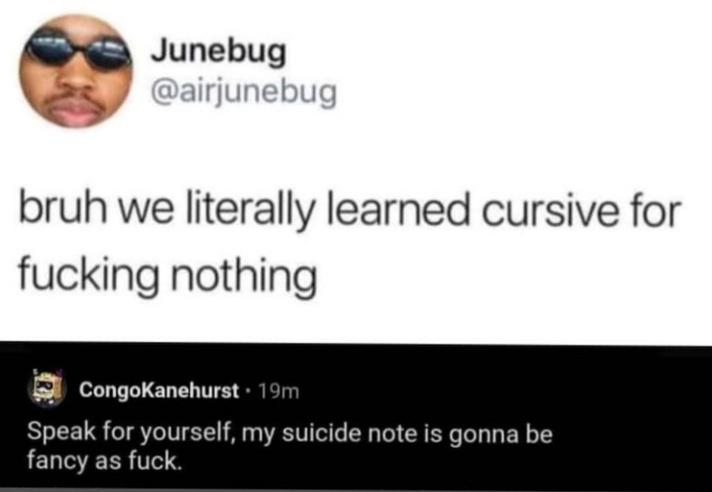 Junebug
@airjunebug
bruh we literally learned cursive for
fucking nothing
CongoKanehurst · 19m
Speak for yourself, my suicide note is gonna be
fancy as fuck.